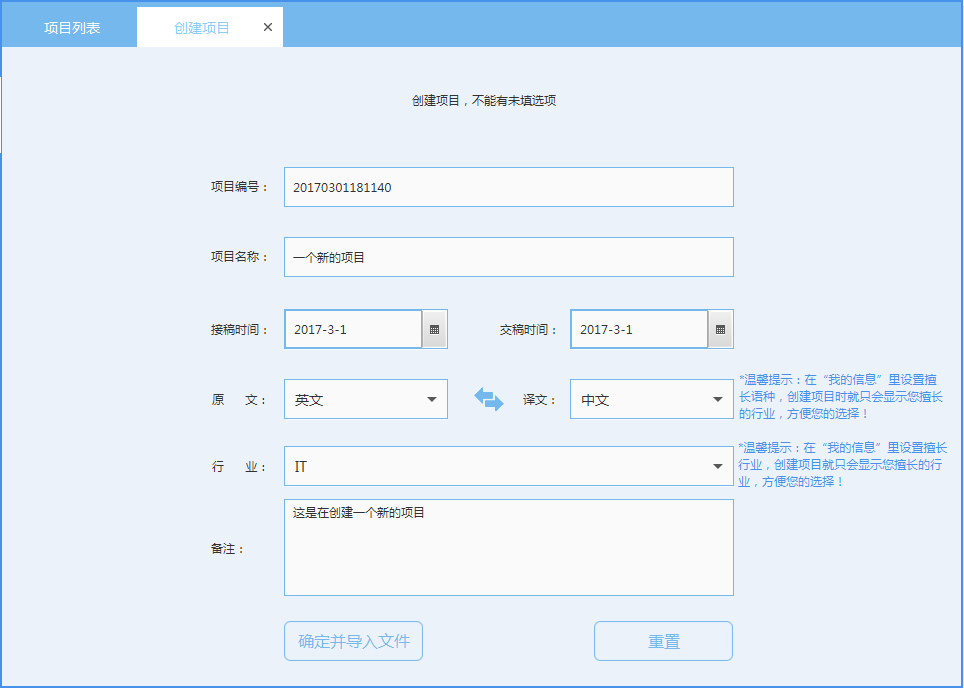 项目列表 创建项目 ×
创建项目，不能有未填选项
项目编号： 20170301181140
项目名称： 一个新的项目
接稿时间： 2017-3-1 交稿时间： 2017-3-1
原 文： 英文 译文： 中文
*温馨提示：在“我的信息”里设置擅
长语种，创建项目时就只会显示您擅长
的行业，方便您的选择！
行 业： IT
*温馨提示：在“我的信息”里设置擅长
行业，创建项目就只会显示您擅长的行
业，方便您的选择！
备注： 这是在创建一个新的项目
确定并导入文件 重置